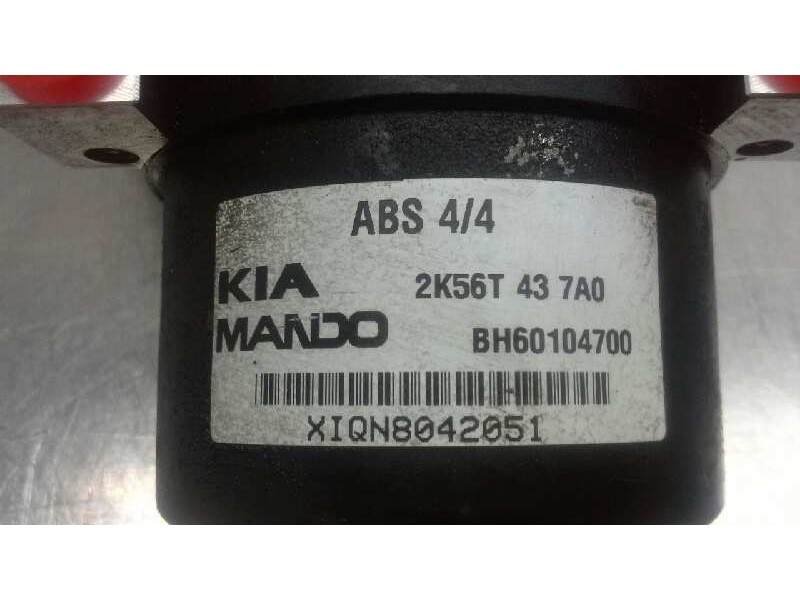 ABS 4/4
KIA 2K56T 43 7A0
MANDO BH60104700
XIQN8042051